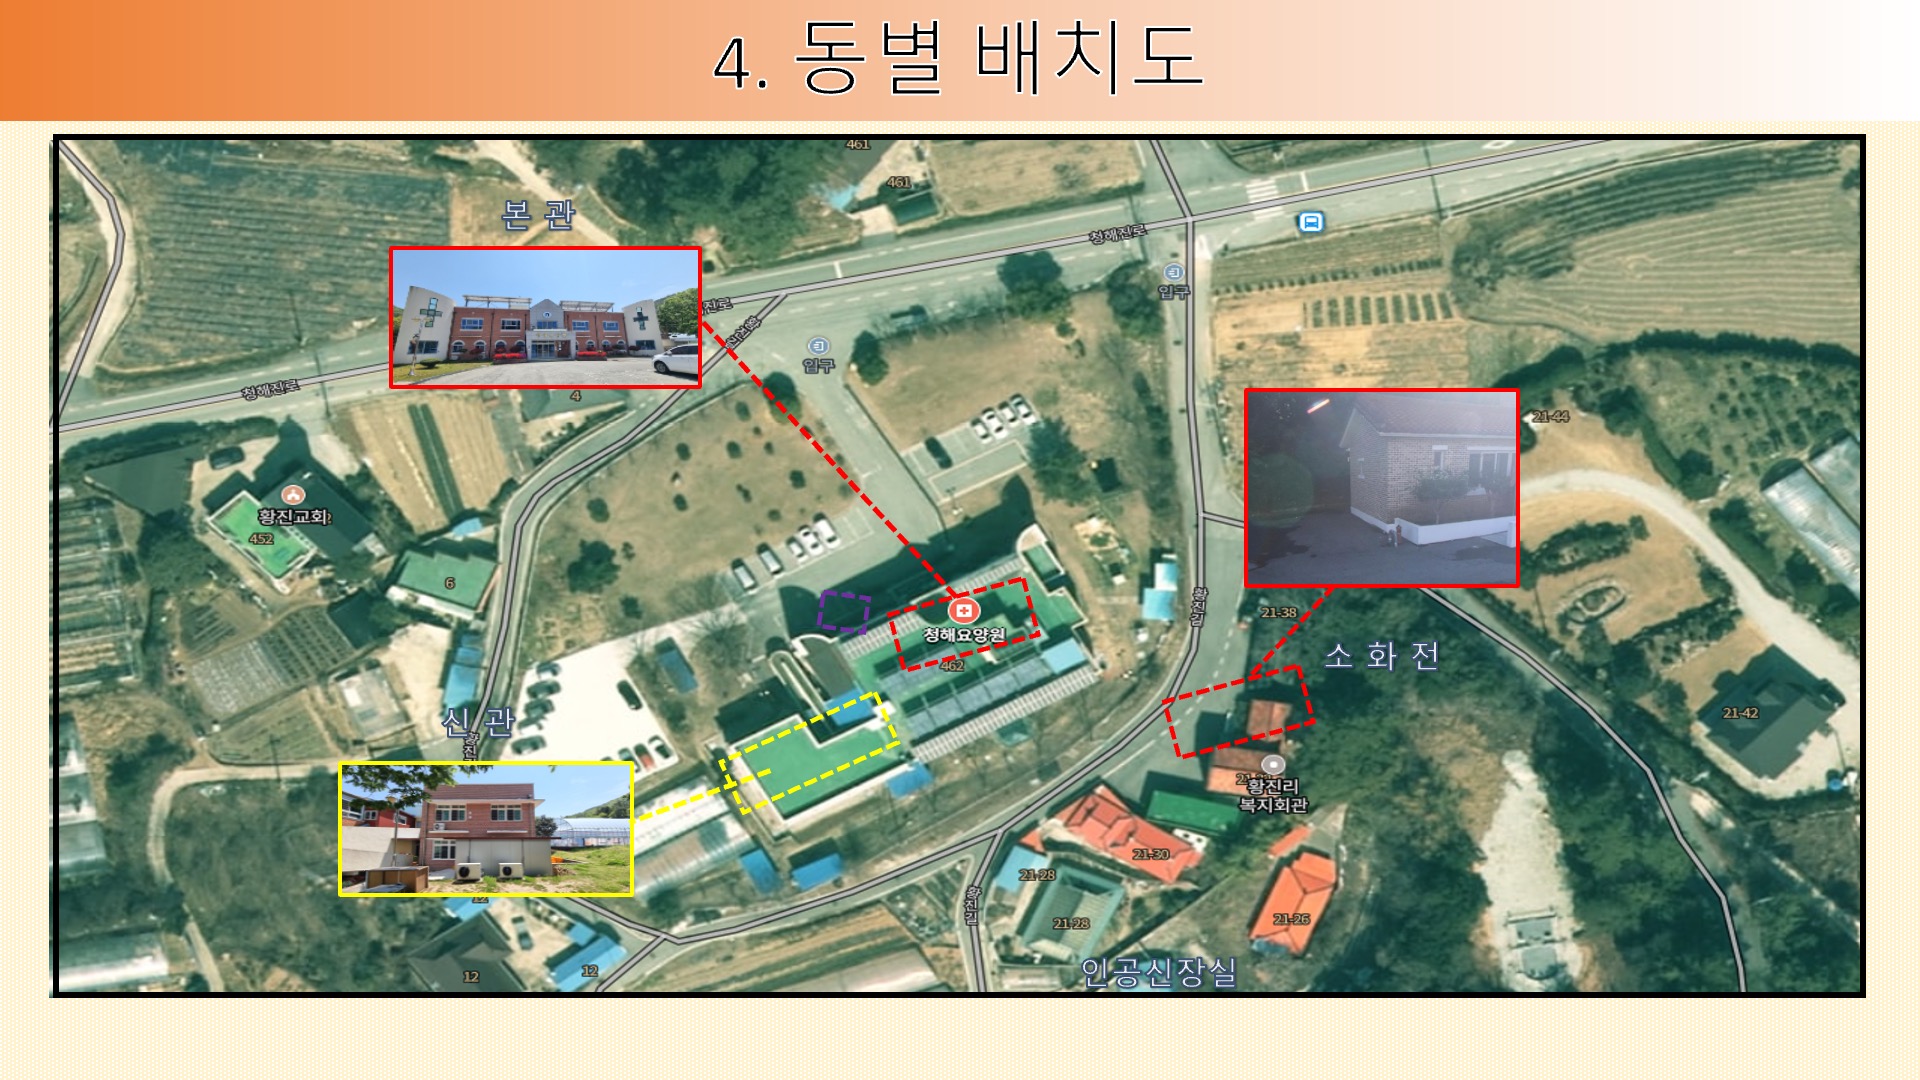 4. 동별 배치도
461
461
본 관
청해진로
진로
입구
입구
청해진로
4
21-44
황진교회
452
6
황진길
청해요양원
462
21-38
소 화 전
신 관
21-42
황진리
복지회관
21-30
21-28
21-28
21-26
황진길
12
12
12
인공신장실